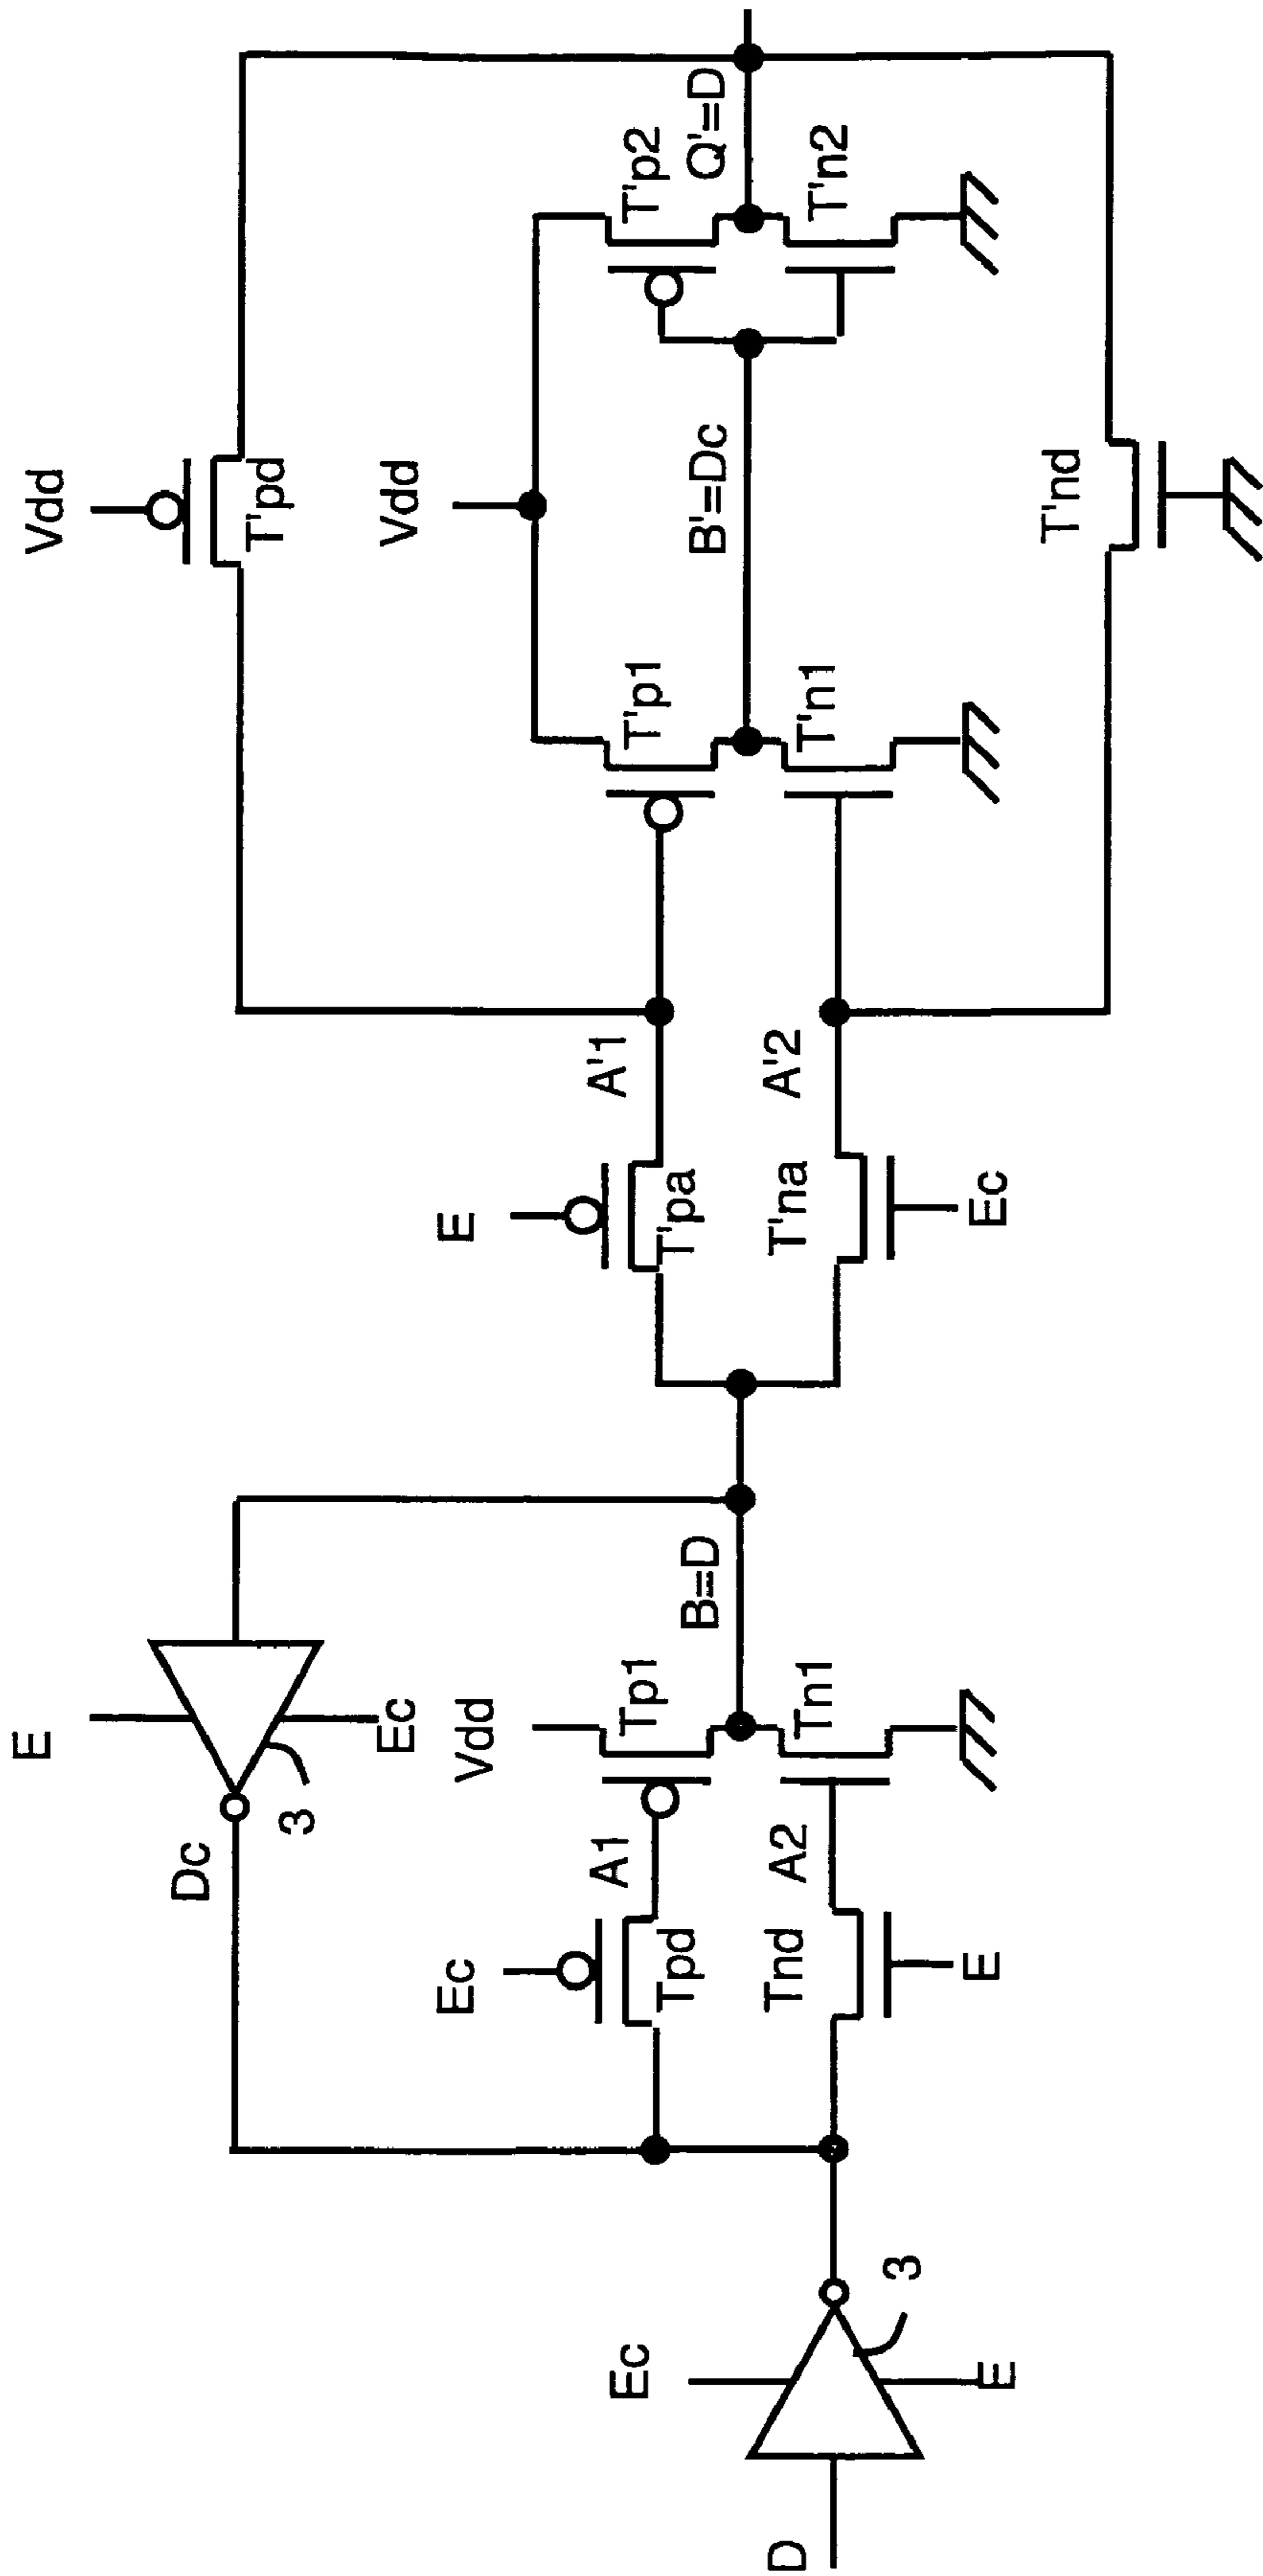 D
Ec
3
E
Dc
E
3
Ec
Ec
Tpd
A1
Tnd
A2
E
Vdd
Tp1
Tn1
B=D
E
T'pa
A'1
T'na
A'2
Ec
Vdd
T'pd
Vdd
T'p1
T'n1
B'=Dc
T'p2
T'n2
Q'=D
T'nd